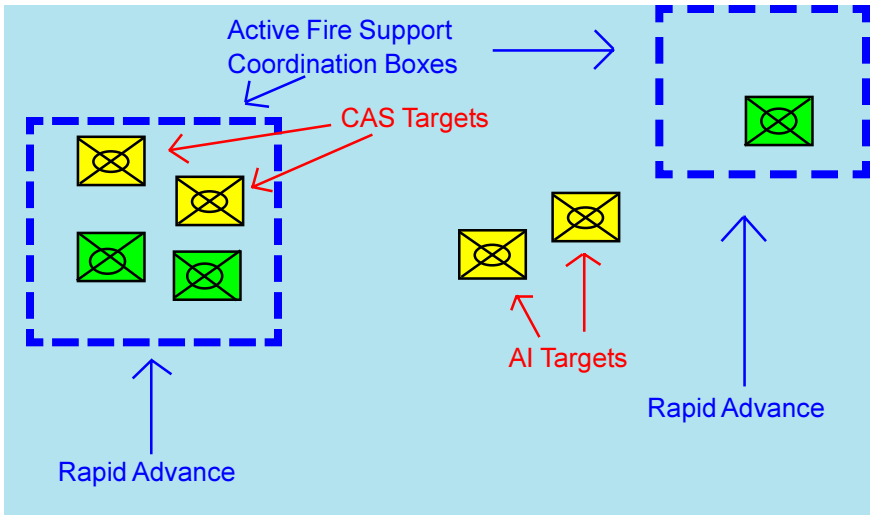 Active Fire Support
Coordination Boxes
CAS Targets
AI Targets
Rapid Advance
Rapid Advance